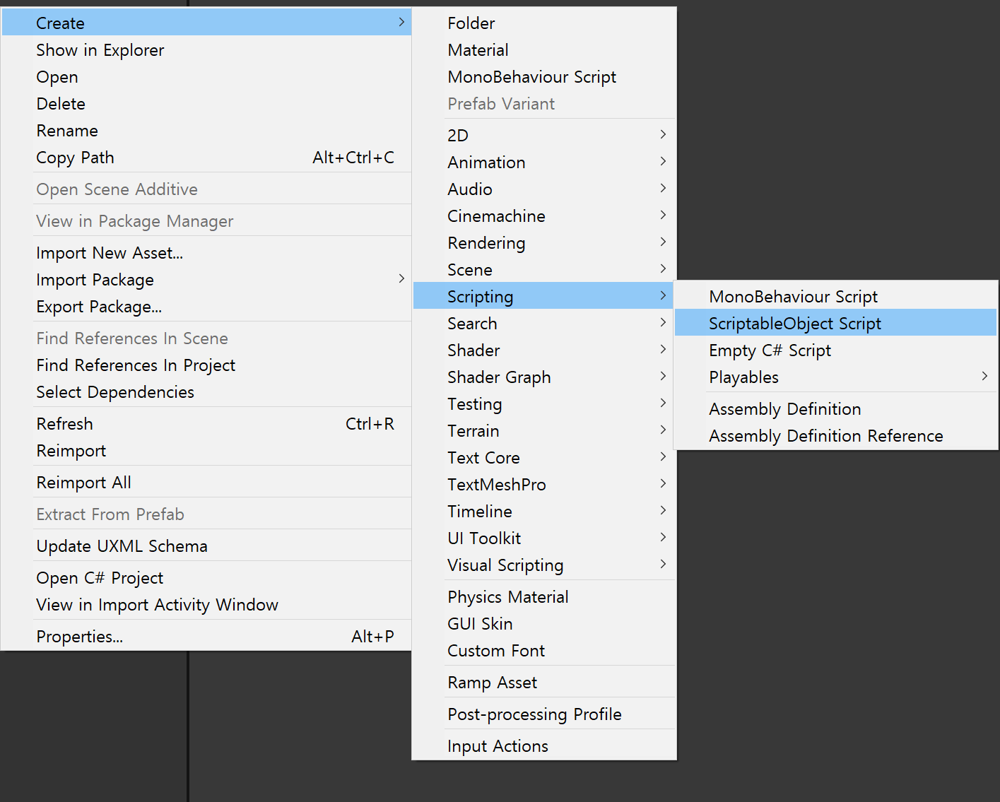 Create
Show in Explorer
Open
Delete
Rename
Copy Path Alt+Ctrl+C
Open Scene Additive
View in Package Manager
Import New Asset...
Import Package
Export Package...
Find References In Scene
Find References In Project
Select Dependencies
Refresh Ctrl+R
Reimport
Reimport All
Extract From Prefab
Update UXML Schema
Open C# Project
View in Import Activity Window
Properties... Alt+P
Folder
Material
MonoBehaviour Script
Prefab Variant
2D
Animation
Audio
Cinemachine
Rendering
Scene
Scripting
Search
Shader
Shader Graph
Testing
Terrain
Text Core
TextMeshPro
Timeline
UI Toolkit
Visual Scripting
Physics Material
GUI Skin
Custom Font
Ramp Asset
Post-processing Profile
Input Actions
MonoBehaviour Script
ScriptableObject Script
Empty C# Script
Playables
Assembly Definition
Assembly Definition Reference